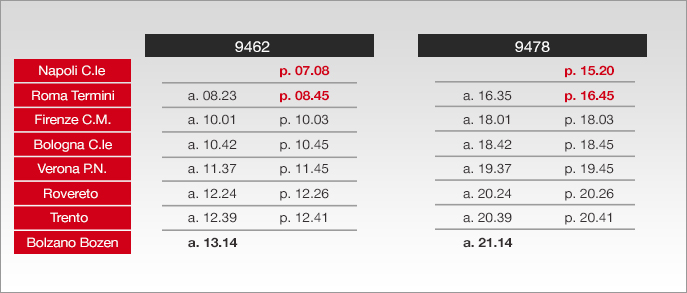 9462 9478
Napoli C.le p. 07.08 p. 15.20
Roma Termini a. 08.23 p. 08.45 a. 16.35 p. 16.45
Firenze C.M. a. 10.01 p. 10.03 a. 18.01 p. 18.03
Bologna C.le a. 10.42 p. 10.45 a. 18.42 p. 18.45
Verona P.N. a. 11.37 p. 11.45 a. 19.37 p. 19.45
Rovereto a. 12.24 p. 12.26 a. 20.24 p. 20.26
Trento a. 12.39 p. 12.41 a. 20.39 p. 20.41
Bolzano Bozen a. 13.14 a. 21.14